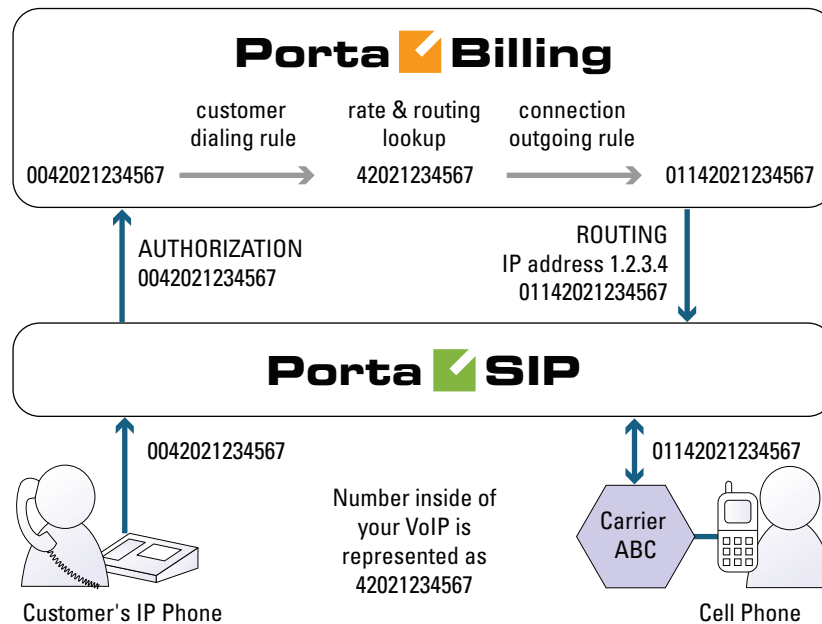 Porta Billing
customer
dialing rule
rate & routing
lookup
connection
outgoing rule
0042021234567
42021234567
01142021234567
AUTHORIZATION
0042021234567
ROUTING
IP address 1.2.3.4
01142021234567
Porta SIP
0042021234567
01142021234567
Number inside of
your VoIP is
represented as
42021234567
Carrier
ABC
Customer's IP Phone
Cell Phone